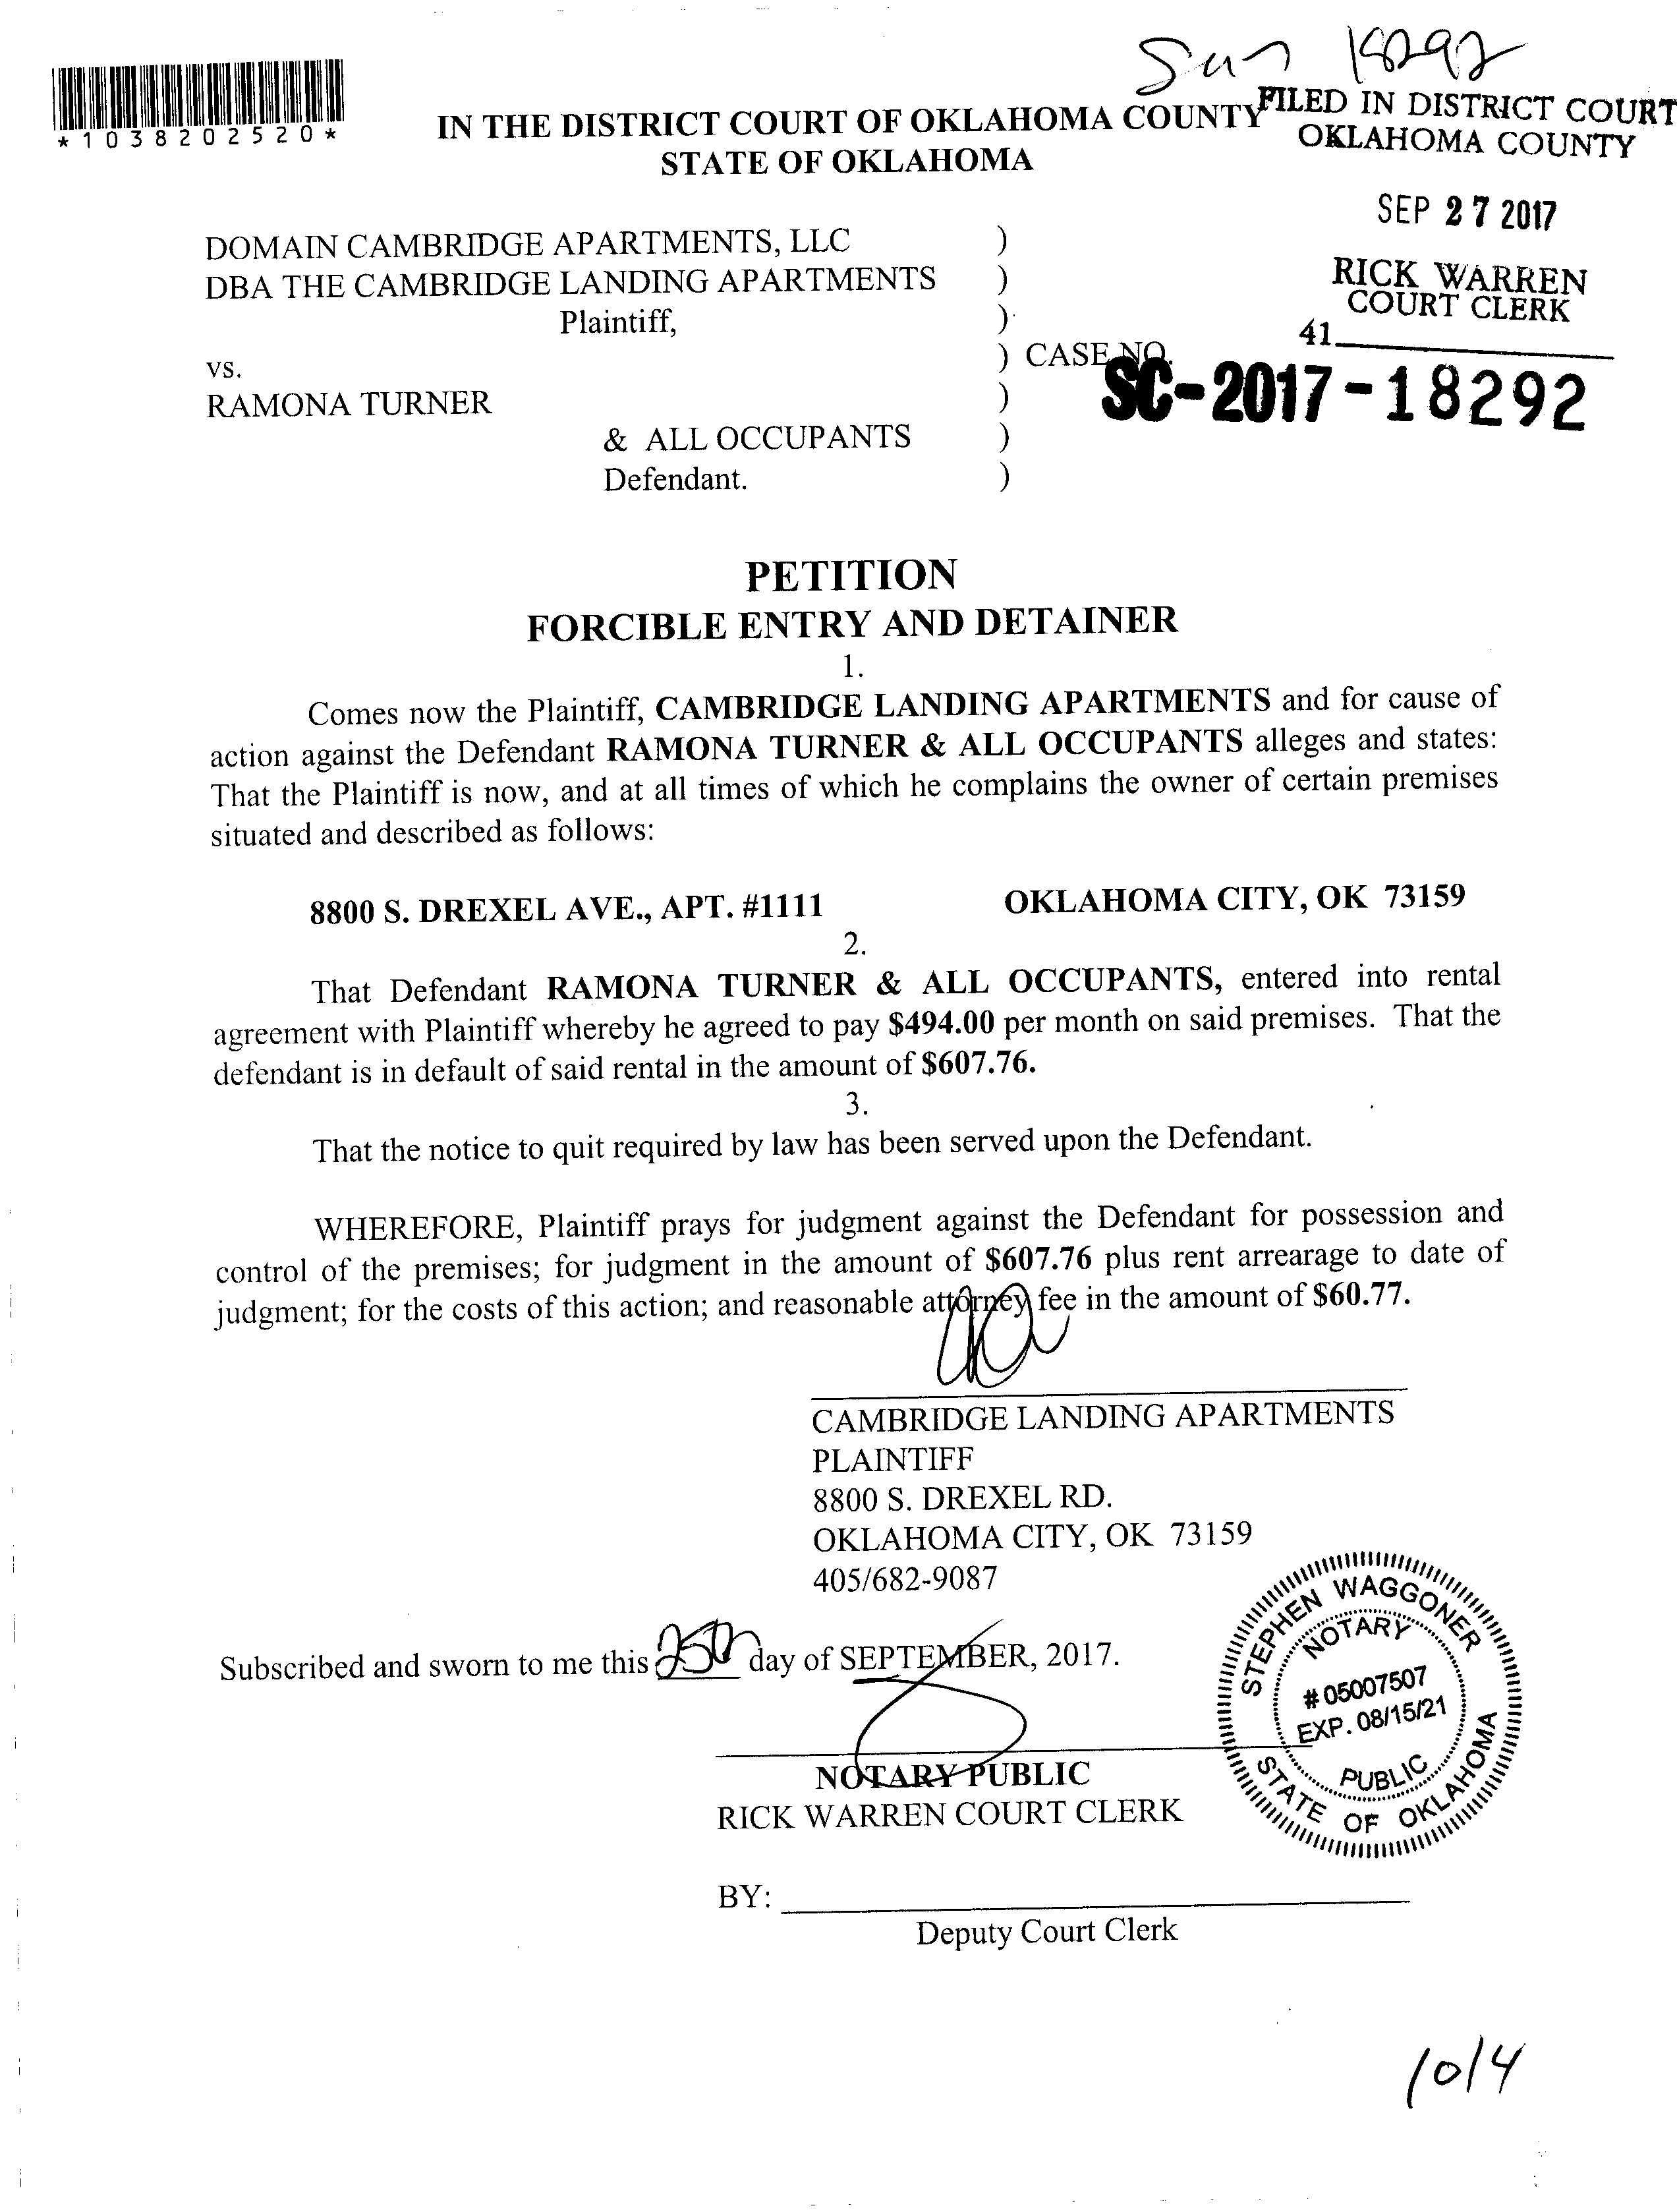 Sun 18292
*1038202520*
IN THE DISTRICT COURT OF OKLAHOMA COUNTY
STATE OF OKLAHOMA
FILED IN DISTRICT COURT
OKLAHOMA COUNTY
SEP 27 2017
RICK WARREN
COURT CLERK
41
DOMAIN CAMBRIDGE APARTMENTS, LLC )
DBA THE CAMBRIDGE LANDING APARTMENTS )
Plaintiff, )
vs. ) CASE NO.
SC-2017-18292
RAMONA TURNER )
& ALL OCCUPANTS )
Defendant. )
PETITION
FORCIBLE ENTRY AND DETAINER
1.
Comes now the Plaintiff, CAMBRIDGE LANDING APARTMENTS and for cause of
action against the Defendant RAMONA TURNER & ALL OCCUPANTS alleges and states:
That the Plaintiff is now, and at all times of which he complains the owner of certain premises
situated and described as follows:
8800 S. DREXEL AVE., APT. #1111 OKLAHOMA CITY, OK 73159
2.
That Defendant RAMONA TURNER & ALL OCCUPANTS, entered into rental
agreement with Plaintiff whereby he agreed to pay $494.00 per month on said premises. That the
defendant is in default of said rental in the amount of $607.76.
3.
That the notice to quit required by law has been served upon the Defendant.
WHEREFORE, Plaintiff prays for judgment against the Defendant for possession and
control of the premises; for judgment in the amount of $607.76 plus rent arrearage to date of
judgment; for the costs of this action; and reasonable attorney fee in the amount of $60.77.
CAMBRIDGE LANDING APARTMENTS
PLAINTIFF
8800 S. DREXEL RD.
OKLAHOMA CITY, OK 73159
405/682-9087
Subscribed and sworn to me this 25th day of SEPTEMBER, 2017.
NOTARY PUBLIC
RICK WARREN COURT CLERK
STEPHEN WAGGONER
NOTARY
# 05007507
EXP. 08/15/21
PUBLIC
STATE OF OKLAHOMA
BY:
Deputy Court Clerk
10/4